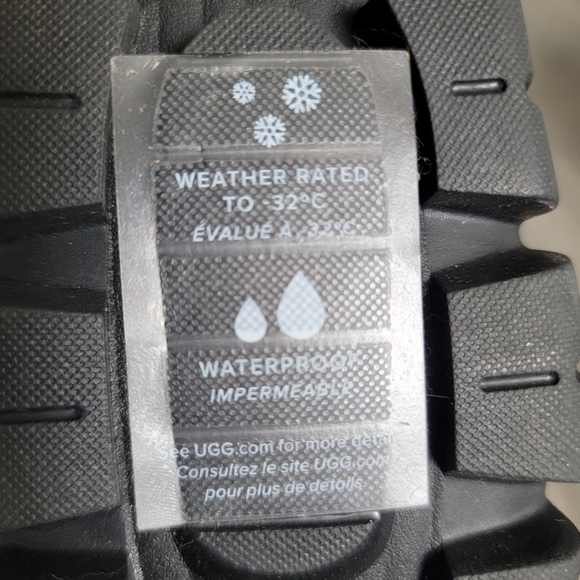 WEATHER RATED
TO -32°C
ÉVALUÉ À -32°C
WATERPROOF
IMPERMÉABLE
See UGG.com for more details
Consultez le site UGG.com
pour plus de détails